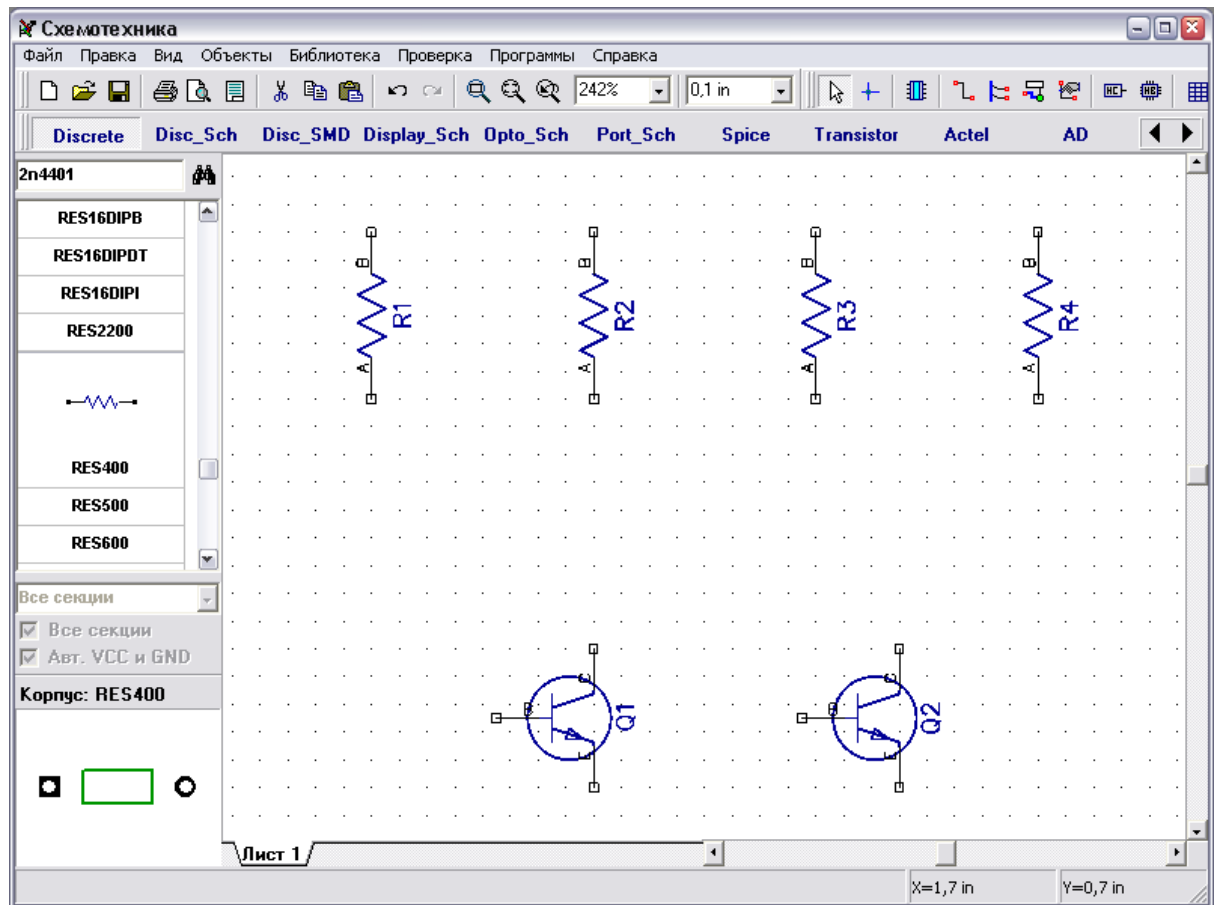 Схемотехника
Файл Правка Вид Объекты Библиотека Проверка Программы Справка
242% 0,1 in
Discrete Disc_Sch Disc_SMD Display_Sch Opto_Sch Port_Sch Spice Transistor Actel AD
2n4401
RES16DIPB
RES16DIPDT
RES16DIPI
RES2200
RES400
RES500
RES600
Все секции
Все секции
Авт. VCC и GND
Корпус: RES400
B B B B
R1 R2 R3 R4
A A A A
C C
B B
Q1 Q2
E E
Лист 1
X=1,7 in Y=0,7 in